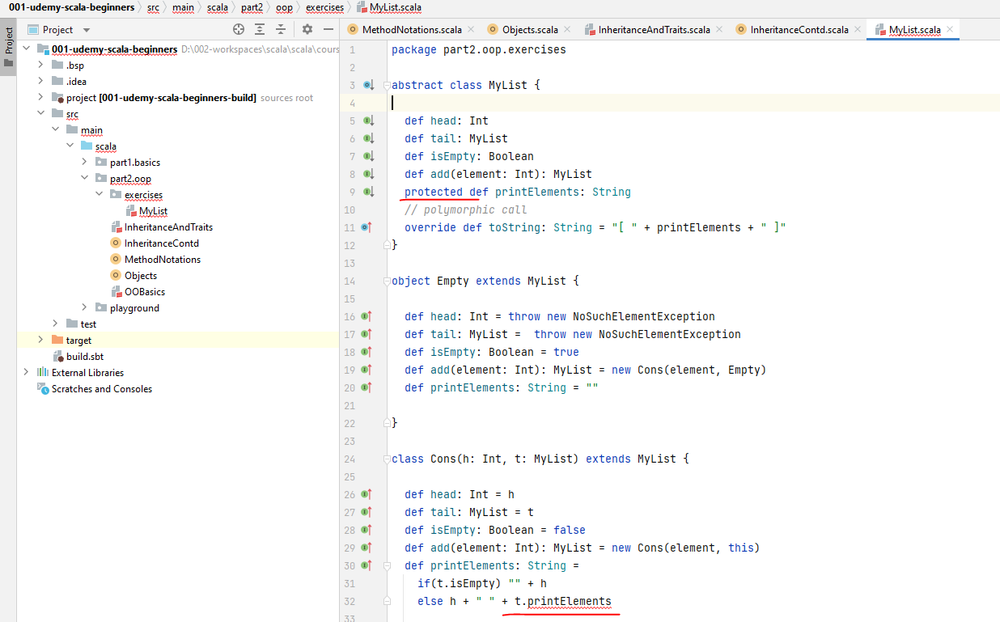 001-udemy-scala-beginners src main scala part2 oop exercises MyList.scala
Project
Project
MethodNotations.scala Objects.scala InheritanceAndTraits.scala InheritanceContd.scala MyList.scala
001-udemy-scala-beginners D:\002-workspaces\scala\scala\cours
.bsp
.idea
project [001-udemy-scala-beginners-build] sources root
src
main
scala
part1.basics
part2.oop
exercises
MyList
InheritanceAndTraits
InheritanceContd
MethodNotations
Objects
OOBasics
playground
test
target
build.sbt
External Libraries
Scratches and Consoles
1 package part2.oop.exercises
2
3 abstract class MyList {
4
5 def head: Int
6 def tail: MyList
7 def isEmpty: Boolean
8 def add(element: Int): MyList
9 protected def printElements: String
10 // polymorphic call
11 override def toString: String = "[ " + printElements + " ]"
12 }
13
14 object Empty extends MyList {
15
16 def head: Int = throw new NoSuchElementException
17 def tail: MyList =  throw new NoSuchElementException
18 def isEmpty: Boolean = true
19 def add(element: Int): MyList = new Cons(element, Empty)
20 def printElements: String = ""
21
22 }
23
24 class Cons(h: Int, t: MyList) extends MyList {
25
26 def head: Int = h
27 def tail: MyList = t
28 def isEmpty: Boolean = false
29 def add(element: Int): MyList = new Cons(element, this)
30 def printElements: String =
31 if(t.isEmpty) "" + h
32 else h + " " + t.printElements
33